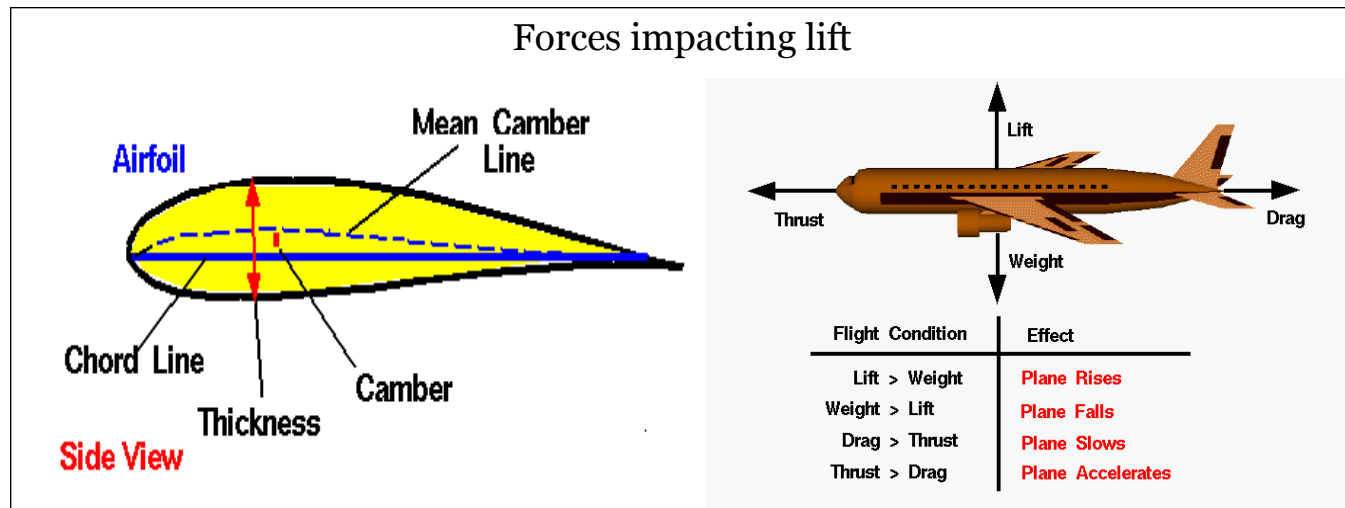 Forces impacting lift
Airfoil
Mean Camber
Line
Chord Line
Camber
Thickness
Side View
Lift
Thrust
Drag
Weight
Flight Condition Effect
Lift > Weight Plane Rises
Weight > Lift Plane Falls
Drag > Thrust Plane Slows
Thrust > Drag Plane Accelerates